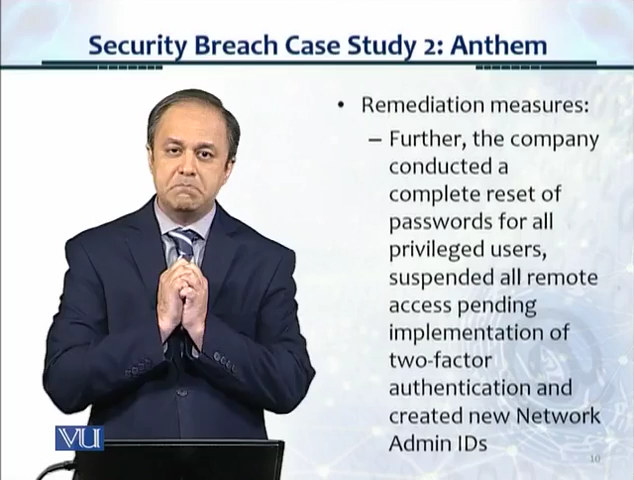 Security Breach Case Study 2: Anthem
• Remediation measures:
– Further, the company
conducted a
complete reset of
passwords for all
privileged users,
suspended all remote
access pending
implementation of
two-factor
authentication and
created new Network
Admin IDs
VU
10